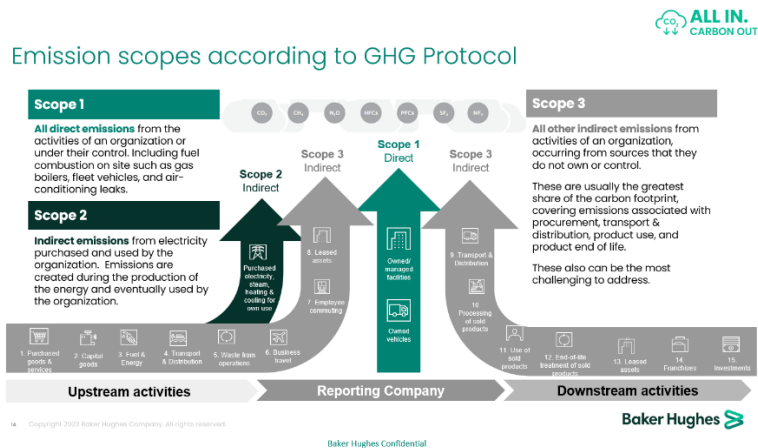 CO₂
ALL IN.
CARBON OUT
Emission scopes according to GHG Protocol
Scope 1
All direct emissions from the
activities of an organization or
under their control. Including fuel
combustion on site such as gas
boilers, fleet vehicles, and air-
conditioning leaks.
Scope 2
Indirect emissions from electricity
purchased and used by the
organization. Emissions are
created during the production of
the energy and eventually used by
the organization.
CO₂
CH₄
N₂O
HFCs
PFCs
SF₆
NF₃
Scope 2
Indirect
Scope 3
Indirect
Scope 1
Direct
Scope 3
Indirect
Purchased
electricity,
steam,
heating &
cooling for
own use
8. Leased
assets
7. Employee
commuting
Owned/
managed
facilities
Owned
vehicles
9. Transport &
Distribution
10.
Processing
of sold
products
Scope 3
All other indirect emissions from
activities of an organization,
occurring from sources that they
do not own or control.
These are usually the greatest
share of the carbon footprint,
covering emissions associated with
procurement, transport &
distribution, product use, and
product end of life.
These also can be the most
challenging to address.
1. Purchased
goods &
services
2. Capital
goods
3. Fuel &
Energy
4. Transport
& Distribution
5. Waste from
operations
6. Business
travel
11. Use of
sold
products
12. End-of-life
treatment of sold
products
13. Leased
assets
14.
Franchises
15.
Investments
Upstream activities
Reporting Company
Downstream activities
14 Copyright 2023 Baker Hughes Company. All rights reserved.
Baker Hughes
Baker Hughes Confidential